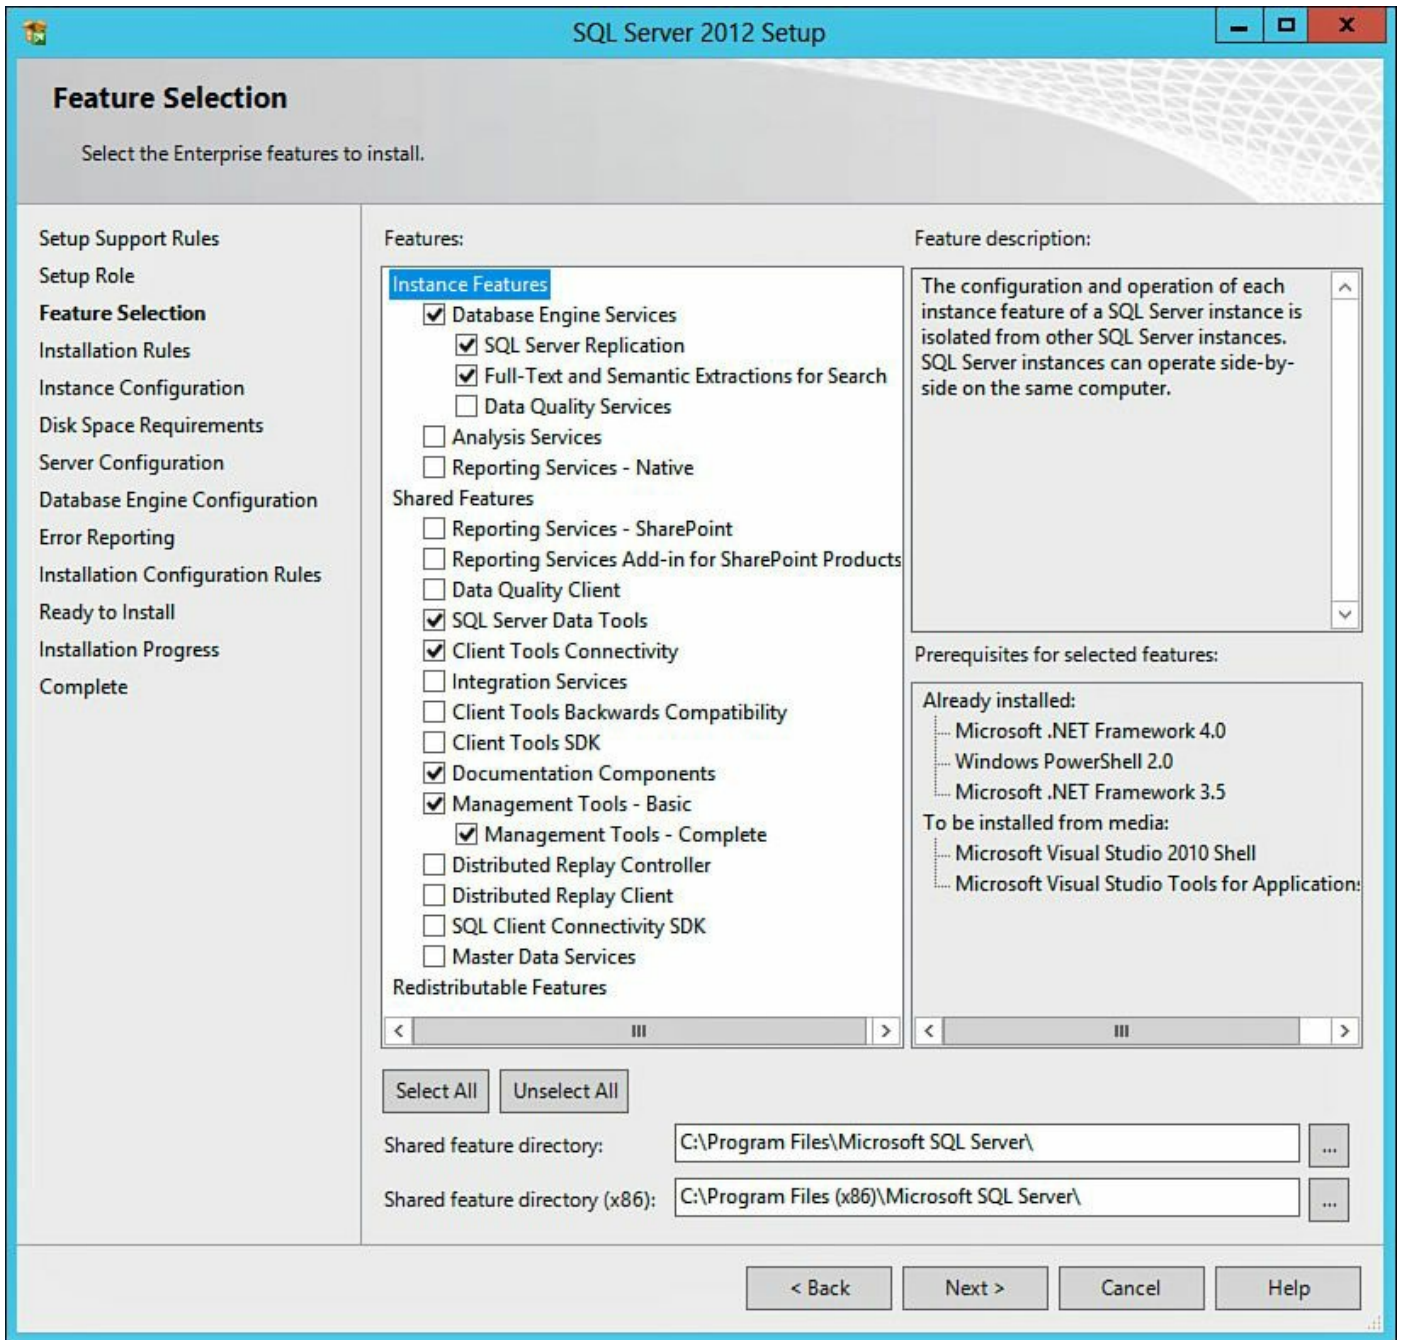 SQL Server 2012 Setup
Feature Selection
Select the Enterprise features to install.
Setup Support Rules
Setup Role
Feature Selection
Installation Rules
Instance Configuration
Disk Space Requirements
Server Configuration
Database Engine Configuration
Error Reporting
Installation Configuration Rules
Ready to Install
Installation Progress
Complete
Features:
Instance Features
Database Engine Services
SQL Server Replication
Full-Text and Semantic Extractions for Search
Data Quality Services
Analysis Services
Reporting Services - Native
Shared Features
Reporting Services - SharePoint
Reporting Services Add-in for SharePoint Products
Data Quality Client
SQL Server Data Tools
Client Tools Connectivity
Integration Services
Client Tools Backwards Compatibility
Client Tools SDK
Documentation Components
Management Tools - Basic
Management Tools - Complete
Distributed Replay Controller
Distributed Replay Client
SQL Client Connectivity SDK
Master Data Services
Redistributable Features
Feature description:
The configuration and operation of each
instance feature of a SQL Server instance is
isolated from other SQL Server instances.
SQL Server instances can operate side-by-
side on the same computer.
Prerequisites for selected features:
Already installed:
Microsoft .NET Framework 4.0
Windows PowerShell 2.0
Microsoft .NET Framework 3.5
To be installed from media:
Microsoft Visual Studio 2010 Shell
Microsoft Visual Studio Tools for Applications
Select All
Unselect All
Shared feature directory:
C:\Program Files\Microsoft SQL Server\
...
Shared feature directory (x86):
C:\Program Files (x86)\Microsoft SQL Server\
...
< Back
Next >
Cancel
Help